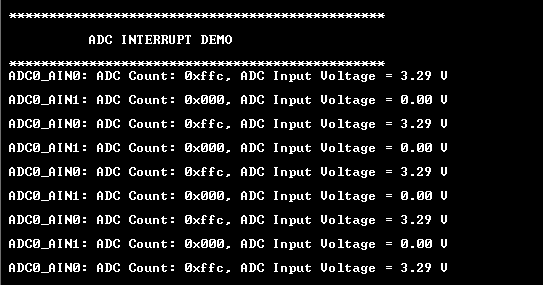 ***********************************************
ADC INTERRUPT DEMO
***********************************************
ADC0_AIN0: ADC Count: 0xffc, ADC Input Voltage = 3.29 V
ADC0_AIN1: ADC Count: 0x000, ADC Input Voltage = 0.00 V
ADC0_AIN0: ADC Count: 0xffc, ADC Input Voltage = 3.29 V
ADC0_AIN1: ADC Count: 0x000, ADC Input Voltage = 0.00 V
ADC0_AIN0: ADC Count: 0xffc, ADC Input Voltage = 3.29 V
ADC0_AIN1: ADC Count: 0x000, ADC Input Voltage = 0.00 V
ADC0_AIN0: ADC Count: 0xffc, ADC Input Voltage = 3.29 V
ADC0_AIN1: ADC Count: 0x000, ADC Input Voltage = 0.00 V
ADC0_AIN0: ADC Count: 0xffc, ADC Input Voltage = 3.29 V